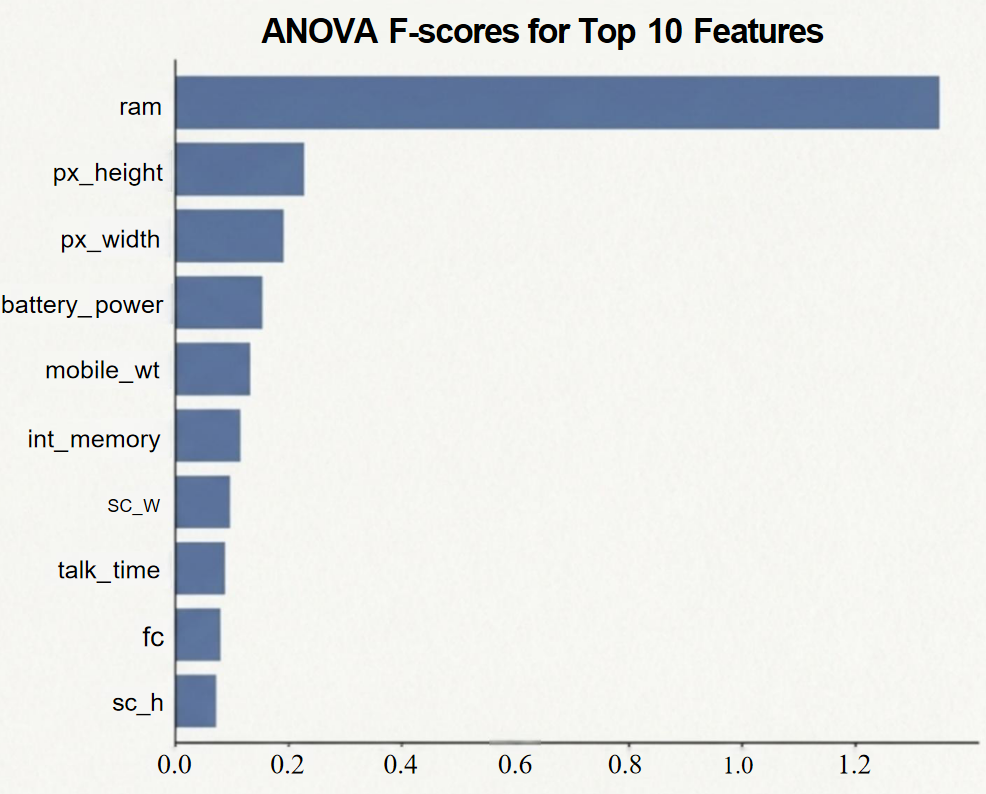 ANOVA F-scores for Top 10 Features
ram
px_height
px_width
battery_power
mobile_wt
int_memory
sc_w
talk_time
fc
sc_h
0.0 0.2 0.4 0.6 0.8 1.0 1.2